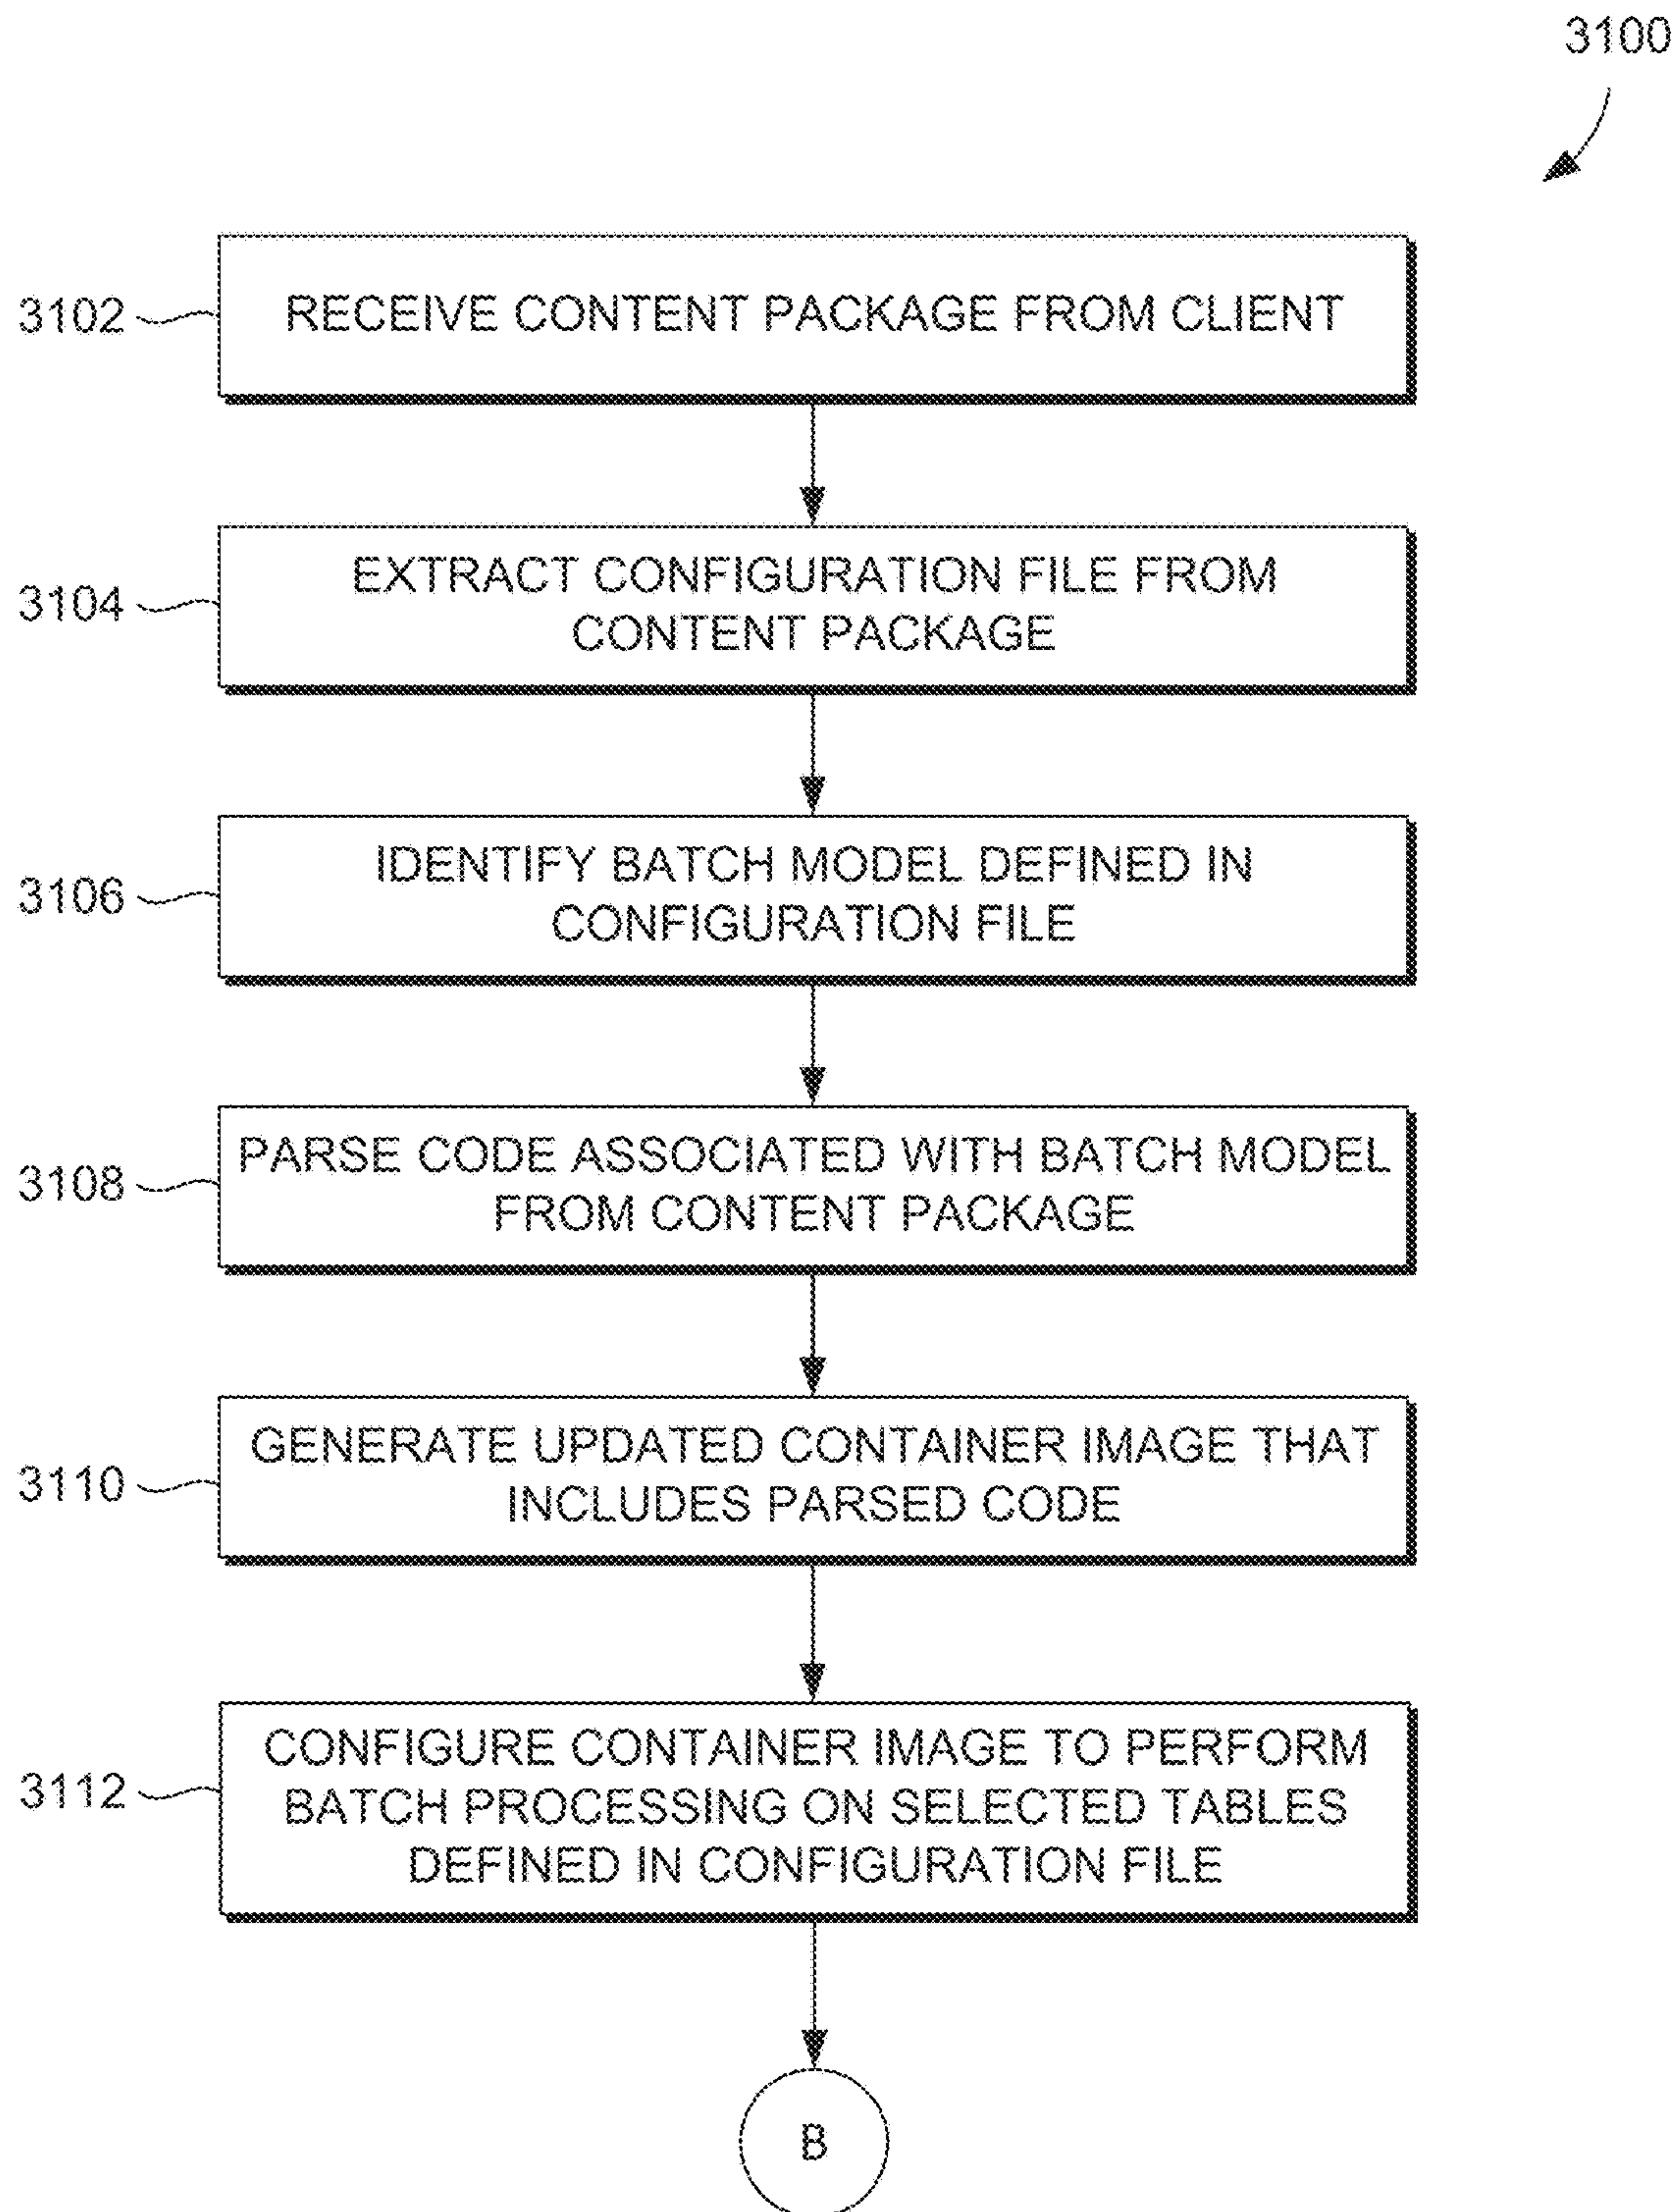 3100
3102
RECEIVE CONTENT PACKAGE FROM CLIENT
3104
EXTRACT CONFIGURATION FILE FROM
CONTENT PACKAGE
3106
IDENTIFY BATCH MODEL DEFINED IN
CONFIGURATION FILE
3108
PARSE CODE ASSOCIATED WITH BATCH MODEL
FROM CONTENT PACKAGE
3110
GENERATE UPDATED CONTAINER IMAGE THAT
INCLUDES PARSED CODE
3112
CONFIGURE CONTAINER IMAGE TO PERFORM
BATCH PROCESSING ON SELECTED TABLES
DEFINED IN CONFIGURATION FILE
B